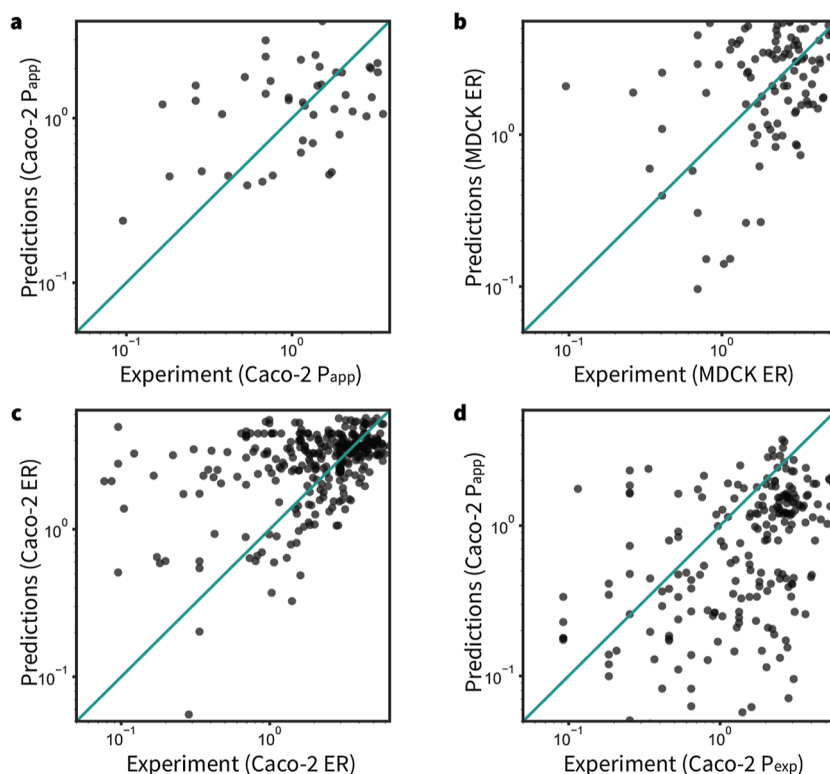 a
Predictions (Caco-2 Papp)
10⁰
10⁻¹
10⁻¹
10⁰
Experiment (Caco-2 Papp)
b
Predictions (MDCK ER)
10⁰
10⁻¹
10⁻¹
10⁰
Experiment (MDCK ER)
c
Predictions (Caco-2 ER)
10⁰
10⁻¹
10⁻¹
10⁰
Experiment (Caco-2 ER)
d
Predictions (Caco-2 Papp)
10⁰
10⁻¹
10⁻¹
10⁰
Experiment (Caco-2 Pexp)